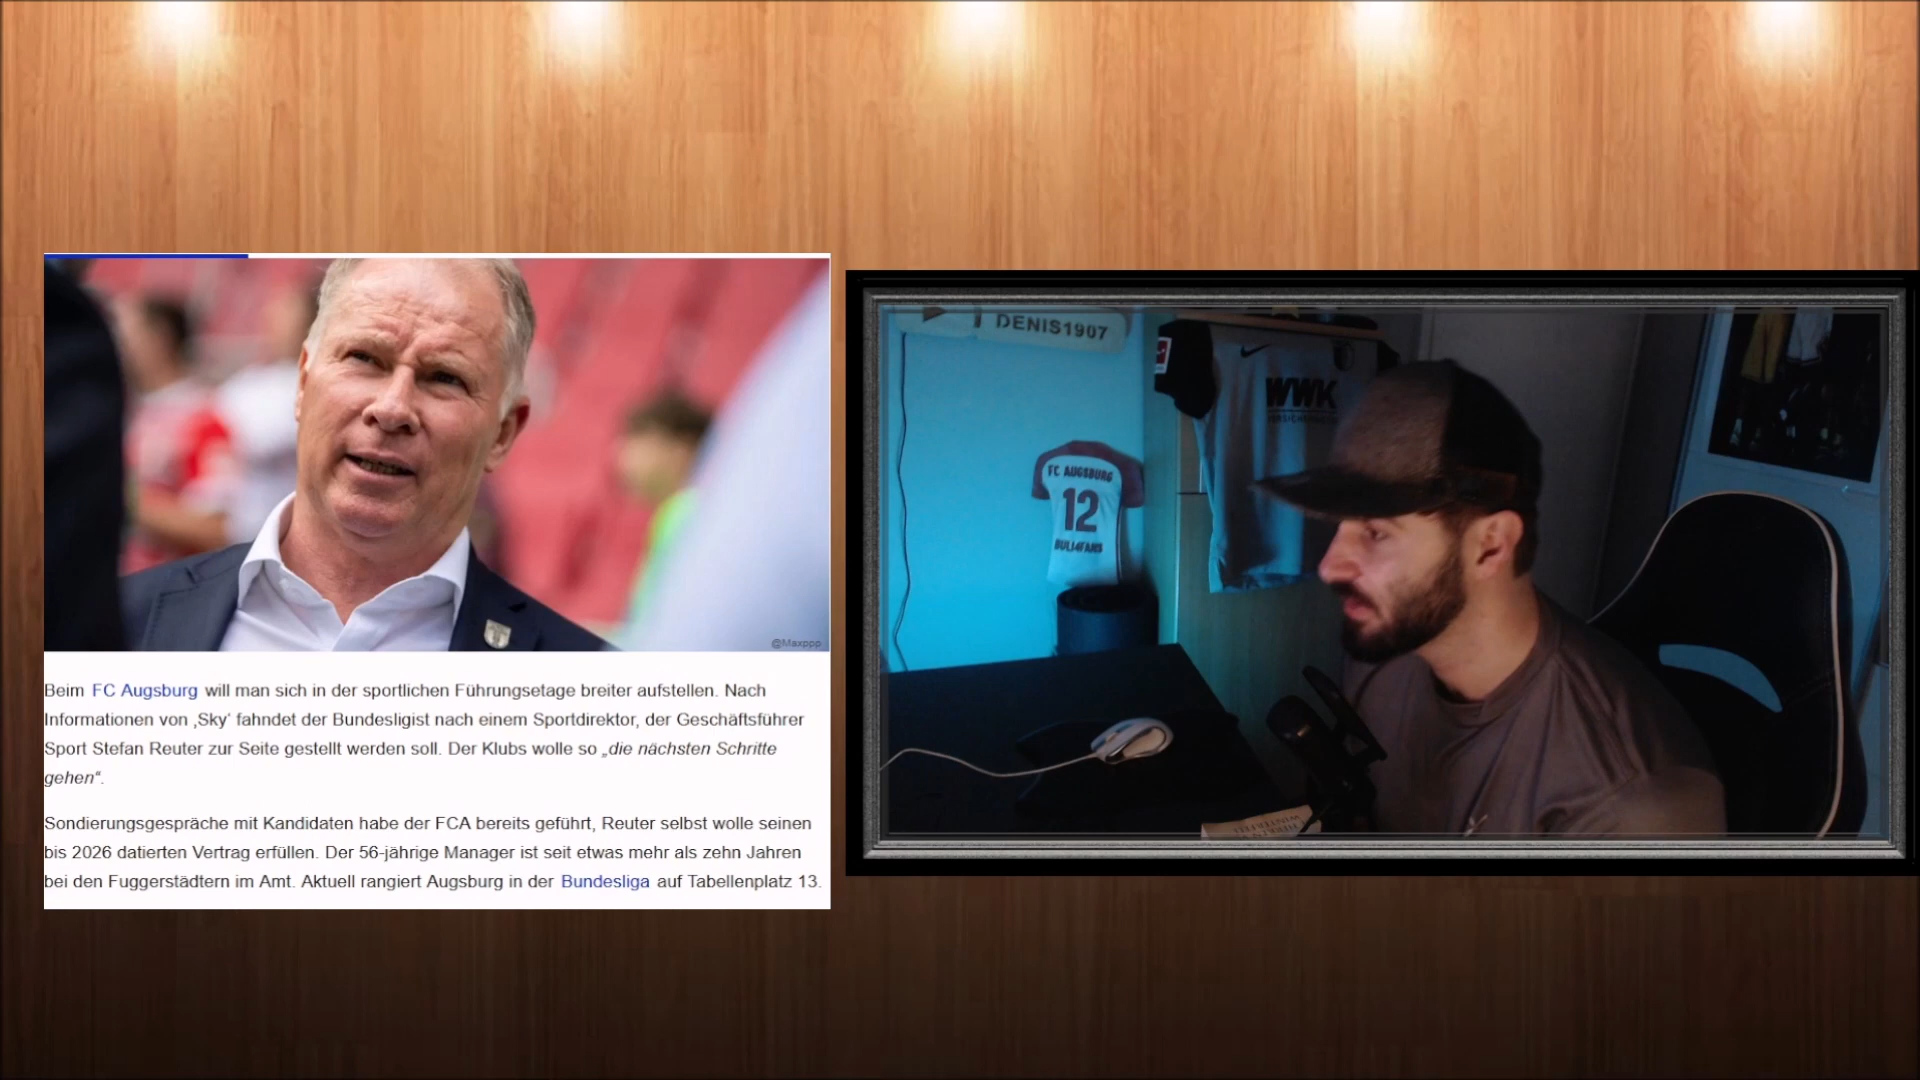 @Maxppp
Beim FC Augsburg will man sich in der sportlichen Führungsetage breiter aufstellen. Nach
Informationen von ‚Sky‘ fahndet der Bundesligist nach einem Sportdirektor, der Geschäftsführer
Sport Stefan Reuter zur Seite gestellt werden soll. Der Klubs wolle so „die nächsten Schritte
gehen“.
Sondierungsgespräche mit Kandidaten habe der FCA bereits geführt, Reuter selbst wolle seinen
bis 2026 datierten Vertrag erfüllen. Der 56-jährige Manager ist seit etwas mehr als zehn Jahren
bei den Fuggerstädtern im Amt. Aktuell rangiert Augsburg in der Bundesliga auf Tabellenplatz 13.
DENIS1907
WWK
FC AUGSBURG
12
BULI4FANS